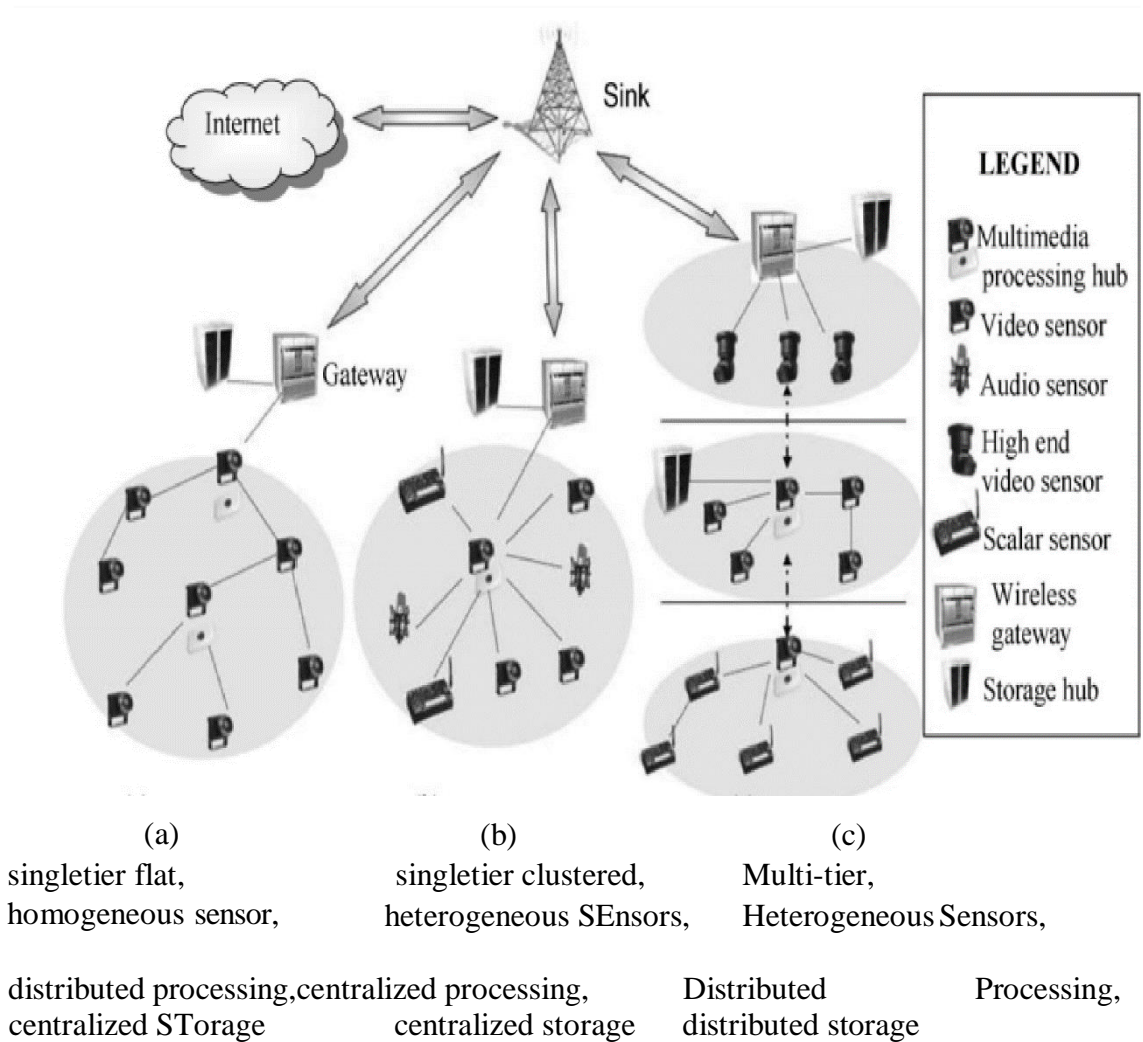 Sink
Internet
Gateway
LEGEND
Multimedia
processing hub
Video sensor
Audio sensor
High end
video sensor
Scalar sensor
Wireless
gateway
Storage hub
(a) (b) (c)
singletier flat, singletier clustered, Multi-tier,
homogeneous sensor, heterogeneous SEnsors, Heterogeneous Sensors,
distributed processing,centralized processing, Distributed Processing,
centralized STorage centralized storage distributed storage